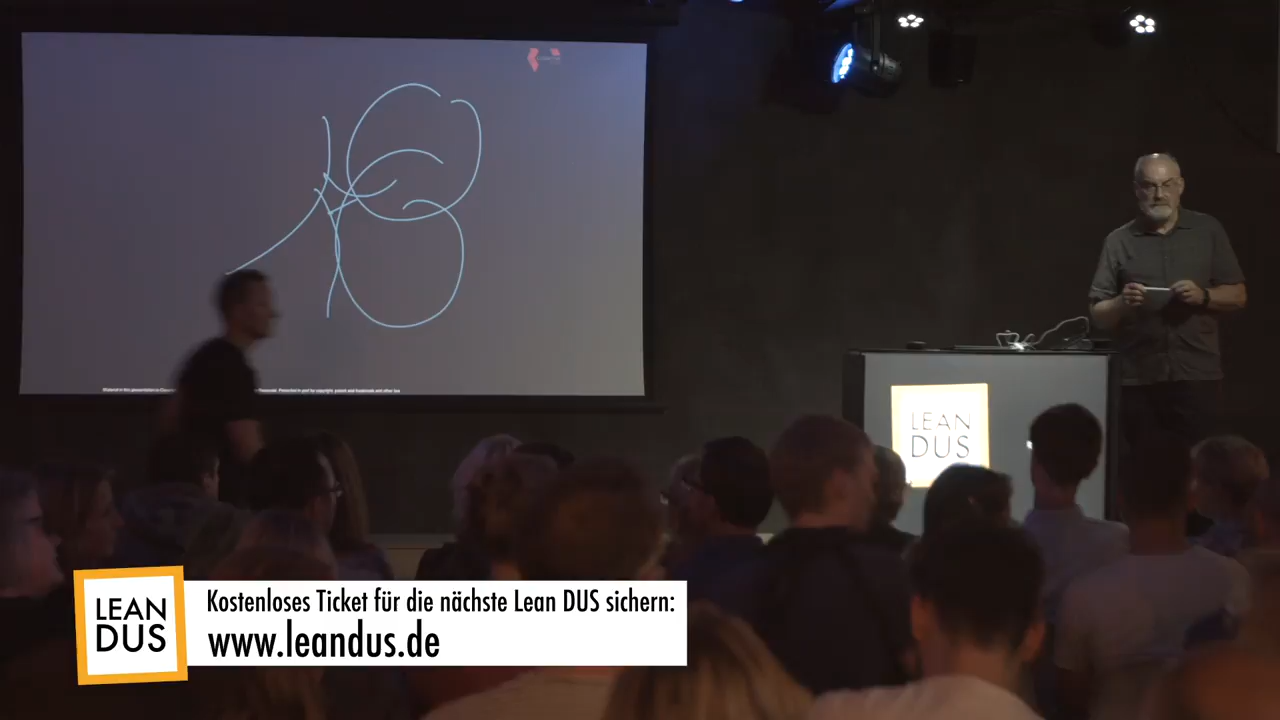 LEAN
DUS
LEAN
DUS
Kostenloses Ticket für die nächste Lean DUS sichern:
www.leandus.de